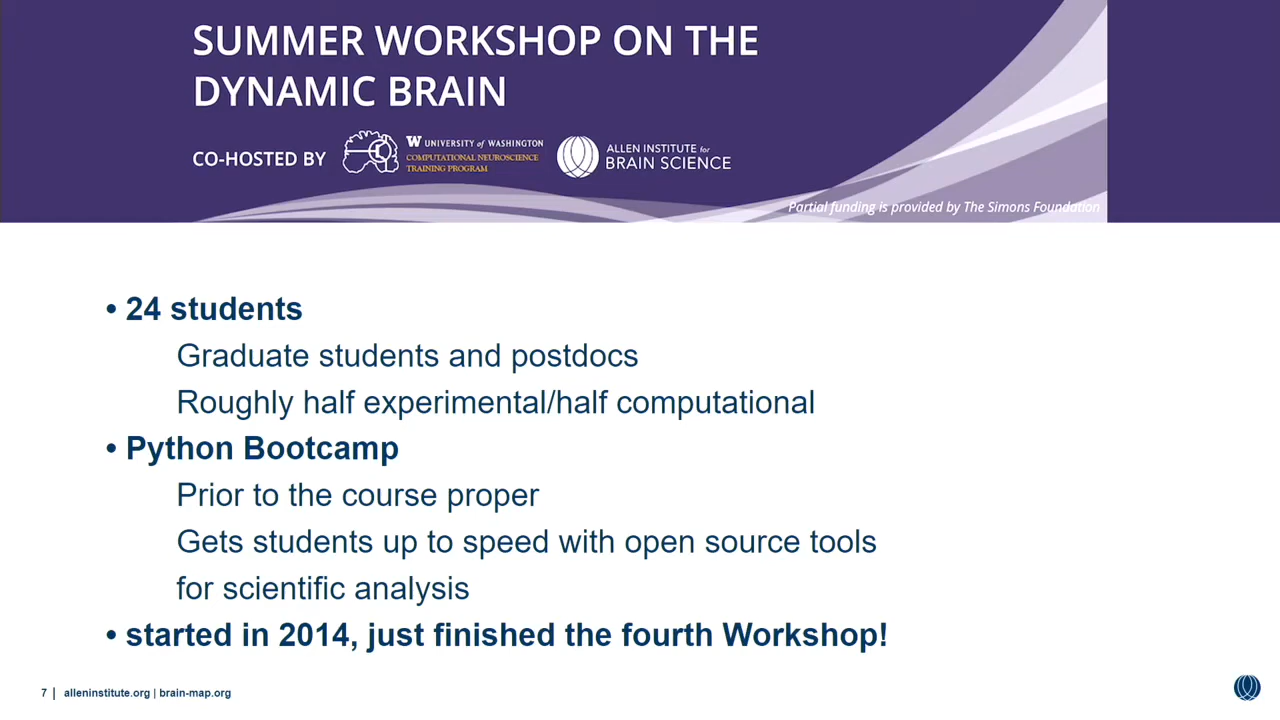 SUMMER WORKSHOP ON THE
DYNAMIC BRAIN
CO-HOSTED BY
W UNIVERSITY of WASHINGTON
COMPUTATIONAL NEUROSCIENCE
TRAINING PROGRAM
ALLEN INSTITUTE for
BRAIN SCIENCE
Partial funding is provided by The Simons Foundation
• 24 students
Graduate students and postdocs
Roughly half experimental/half computational
• Python Bootcamp
Prior to the course proper
Gets students up to speed with open source tools
for scientific analysis
• started in 2014, just finished the fourth Workshop!
7 | alleninstitute.org | brain-map.org